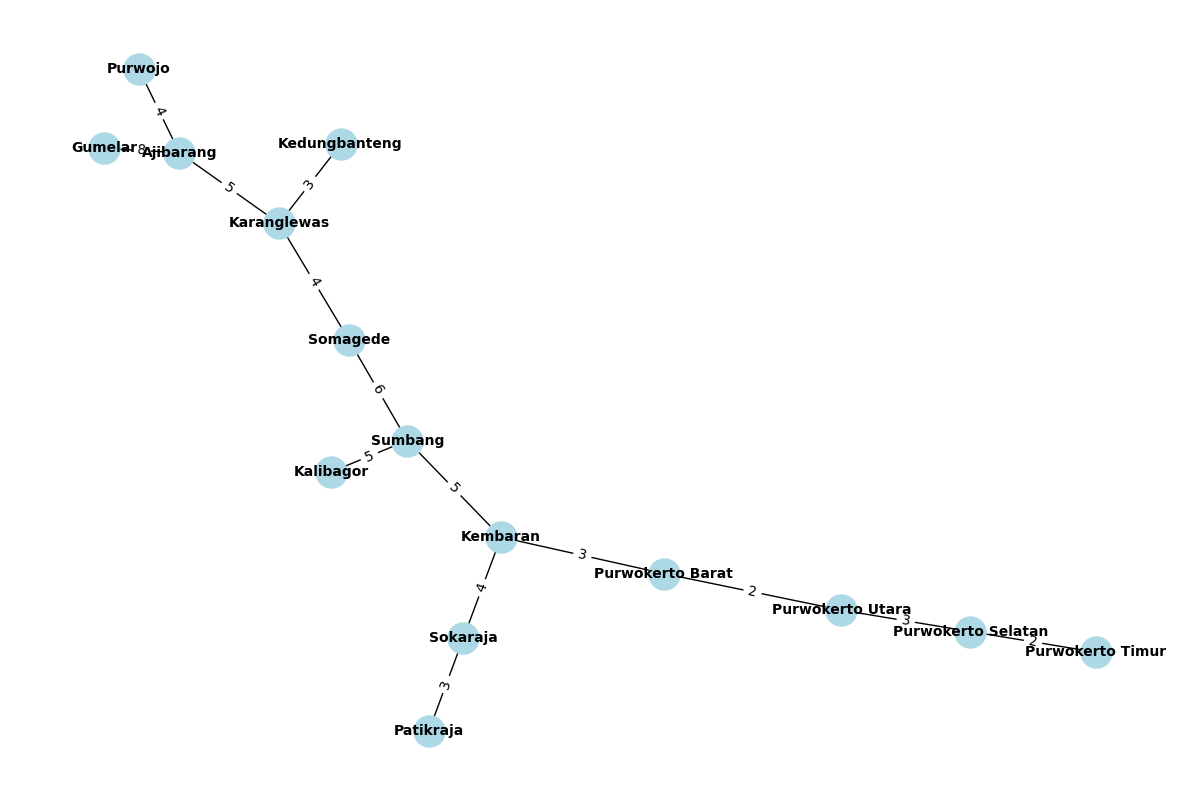 Purwojo
4
Gumelar
8
Ajibarang
Kedungbanteng
5
3
Karanglewas
4
Somagede
6
Sumbang
5
Kalibagor
5
Kembaran
3
Purwokerto Barat
2
Purwokerto Utara
3
Purwokerto Selatan
2
Purwokerto Timur
4
Sokaraja
3
Patikraja